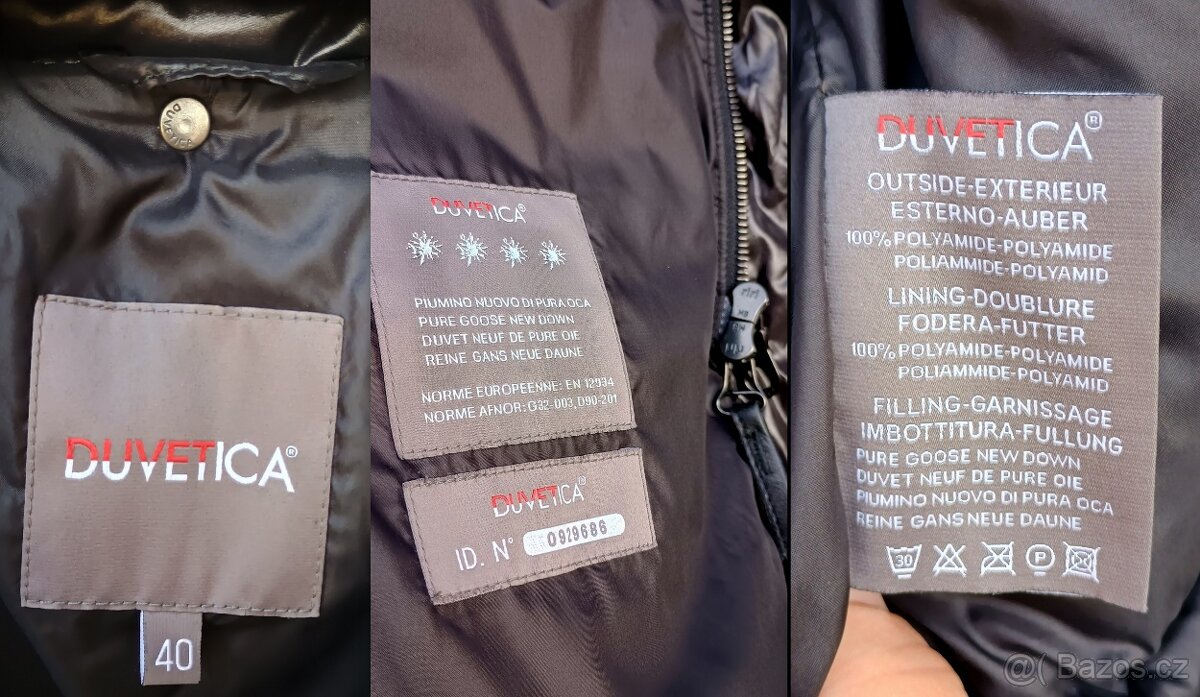 DUVETICA
DUVETICA®
40
DUVETICA®
PIUMINO NUOVO DI PURA OCA
PURE GOOSE NEW DOWN
DUVET NEUF DE PURE OIE
REINE GANS NEUE DAUNE
NORME EUROPEENNE: EN 12934
NORME AFNOR: G32-003, D90-201
DUVETICA®
ID. N° 0929686
DUVETICA®
OUTSIDE-EXTERIEUR
ESTERNO-AUBER
100% POLYAMIDE-POLYAMIDE
POLIAMMIDE-POLYAMID
LINING-DOUBLURE
FODERA-FUTTER
100% POLYAMIDE-POLYAMIDE
POLIAMMIDE-POLYAMID
FILLING-GARNISSAGE
IMBOTTITURA-FULLUNG
PURE GOOSE NEW DOWN
DUVET NEUF DE PURE OIE
PIUMINO NUOVO DI PURA OCA
REINE GANS NEUE DAUNE
30 P
@( Bazos.cz